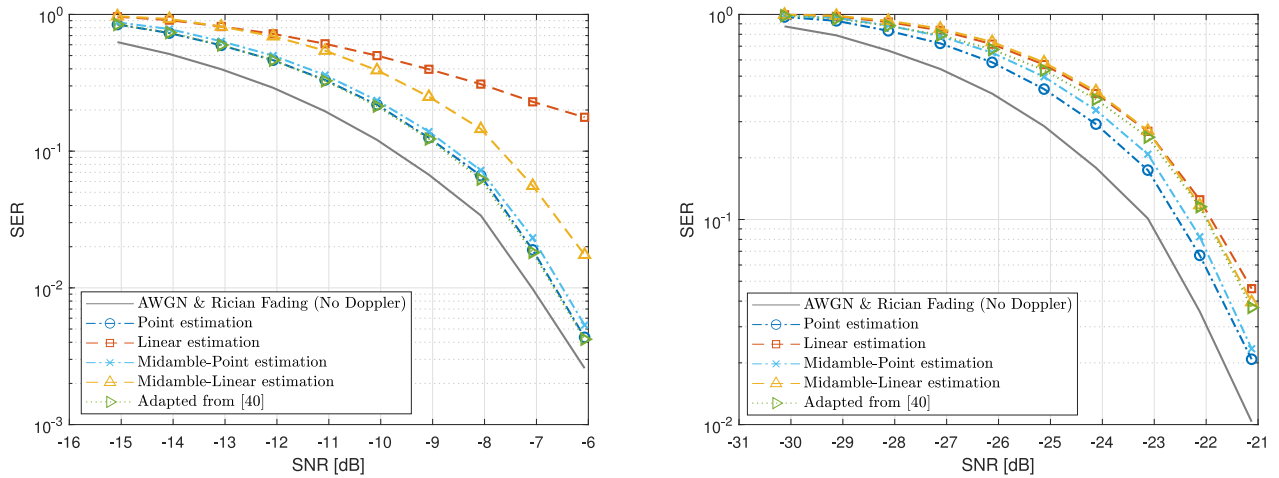 10^0
10^-1
10^-2
10^-3
SER
-16 -15 -14 -13 -12 -11 -10 -9 -8 -7 -6
SNR [dB]
AWGN & Rician Fading (No Doppler)
Point estimation
Linear estimation
Midamble-Point estimation
Midamble-Linear estimation
Adapted from [40]
10^0
10^-1
10^-2
SER
-31 -30 -29 -28 -27 -26 -25 -24 -23 -22 -21
SNR [dB]
AWGN & Rician Fading (No Doppler)
Point estimation
Linear estimation
Midamble-Point estimation
Midamble-Linear estimation
Adapted from [40]